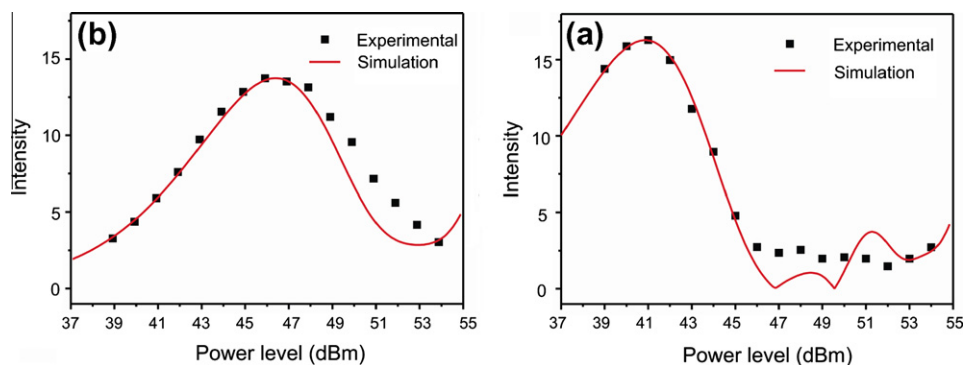 (b)
Experimental
Simulation
Intensity
15
10
5
0
37 39 41 43 45 47 49 51 53 55
Power level (dBm)
(a)
Experimental
Simulation
Intensity
15
10
5
0
37 39 41 43 45 47 49 51 53 55
Power level (dBm)